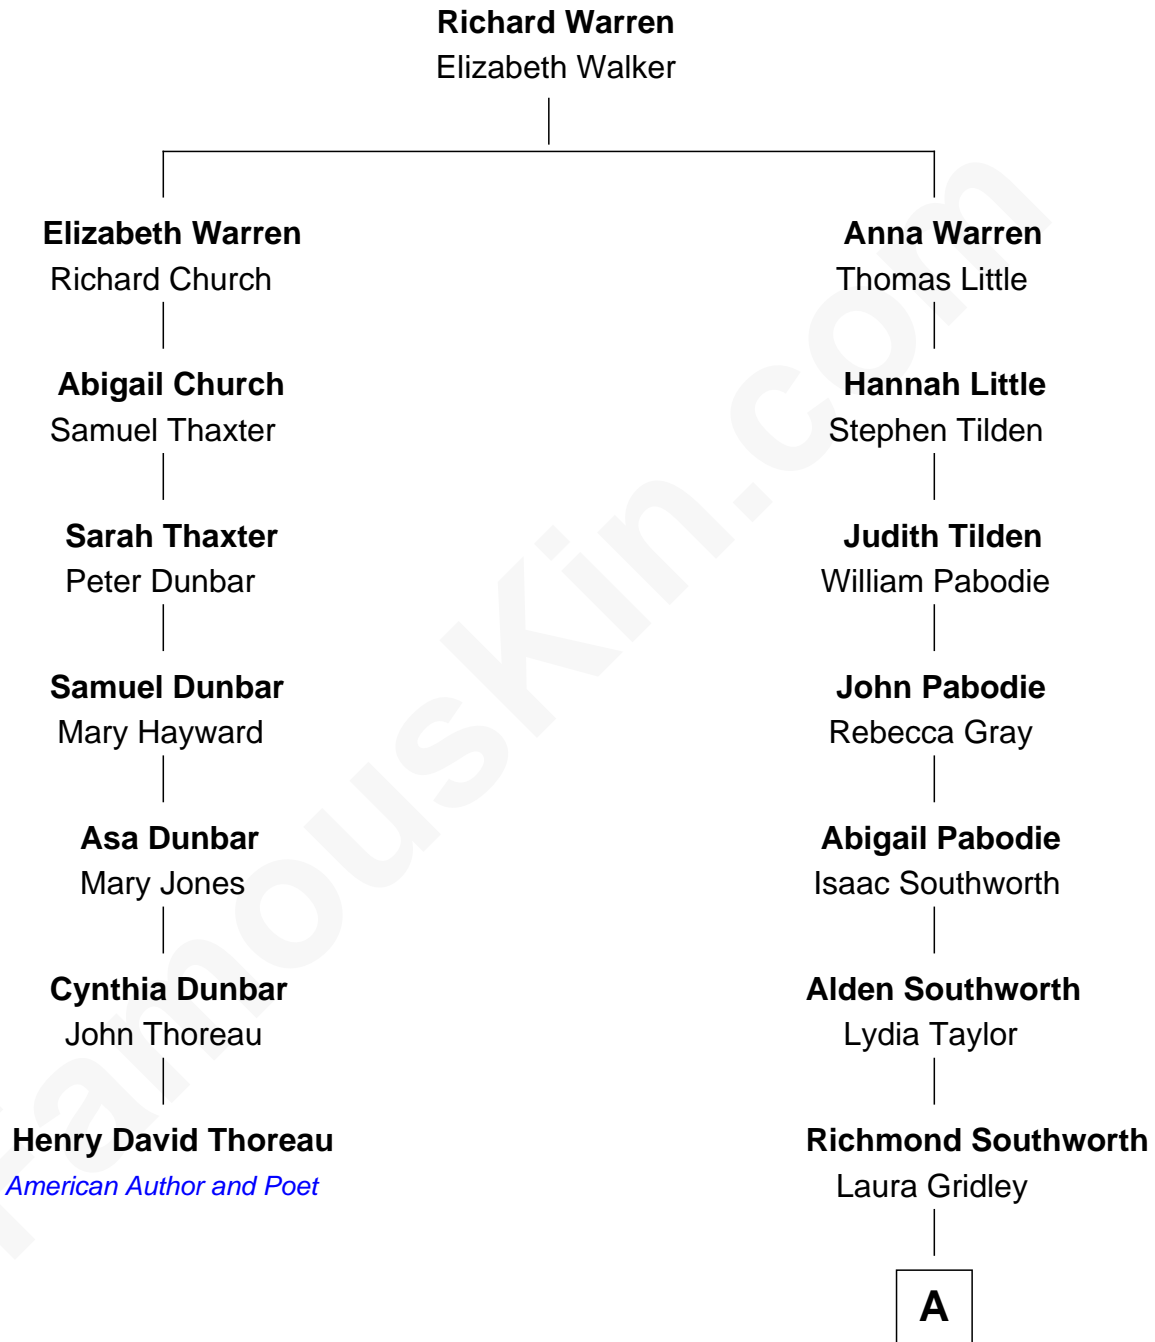 Richard Warren
Elizabeth Walker
Elizabeth Warren
Richard Church
Abigail Church
Samuel Thaxter
Sarah Thaxter
Peter Dunbar
Samuel Dunbar
Mary Hayward
Asa Dunbar
Mary Jones
Cynthia Dunbar
John Thoreau
Henry David Thoreau
American Author and Poet
Anna Warren
Thomas Little
Hannah Little
Stephen Tilden
Judith Tilden
William Pabodie
John Pabodie
Rebecca Gray
Abigail Pabodie
Isaac Southworth
Alden Southworth
Lydia Taylor
Richmond Southworth
Laura Gridley
A
FamousKin.com